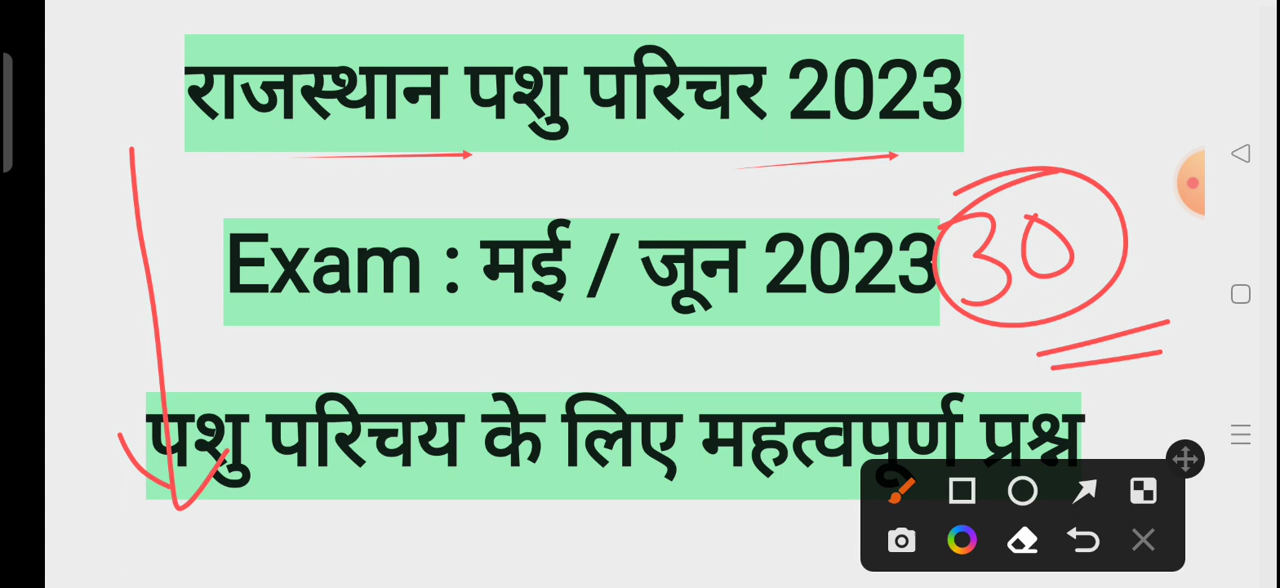 राजस्थान पशु परिचर 2023
Exam : मई / जून 2023
30
पशु परिचय के लिए महत्वपूर्ण प्रश्न